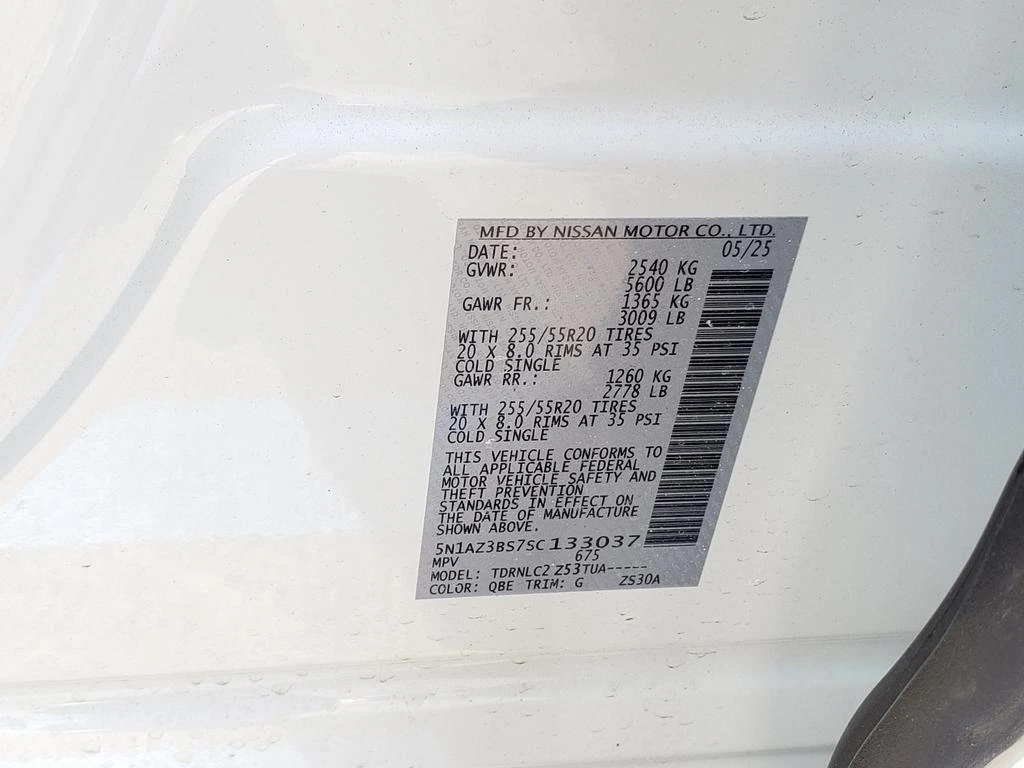 MFD BY NISSAN MOTOR CO., LTD.
DATE: 05/25
GVWR: 2540 KG
5600 LB
GAWR FR.: 1365 KG
3009 LB
WITH 255/55R20 TIRES
20 X 8.0 RIMS AT 35 PSI
COLD SINGLE
GAWR RR.: 1260 KG
2778 LB
WITH 255/55R20 TIRES
20 X 8.0 RIMS AT 35 PSI
COLD SINGLE
THIS VEHICLE CONFORMS TO
ALL APPLICABLE FEDERAL
MOTOR VEHICLE SAFETY AND
THEFT PREVENTION
STANDARDS IN EFFECT ON
THE DATE OF MANUFACTURE
SHOWN ABOVE.
5N1AZ3BS7SC133037
MPV 675
MODEL: TDRNLC2 Z53TUA-----
COLOR: QBE TRIM: G ZS30A